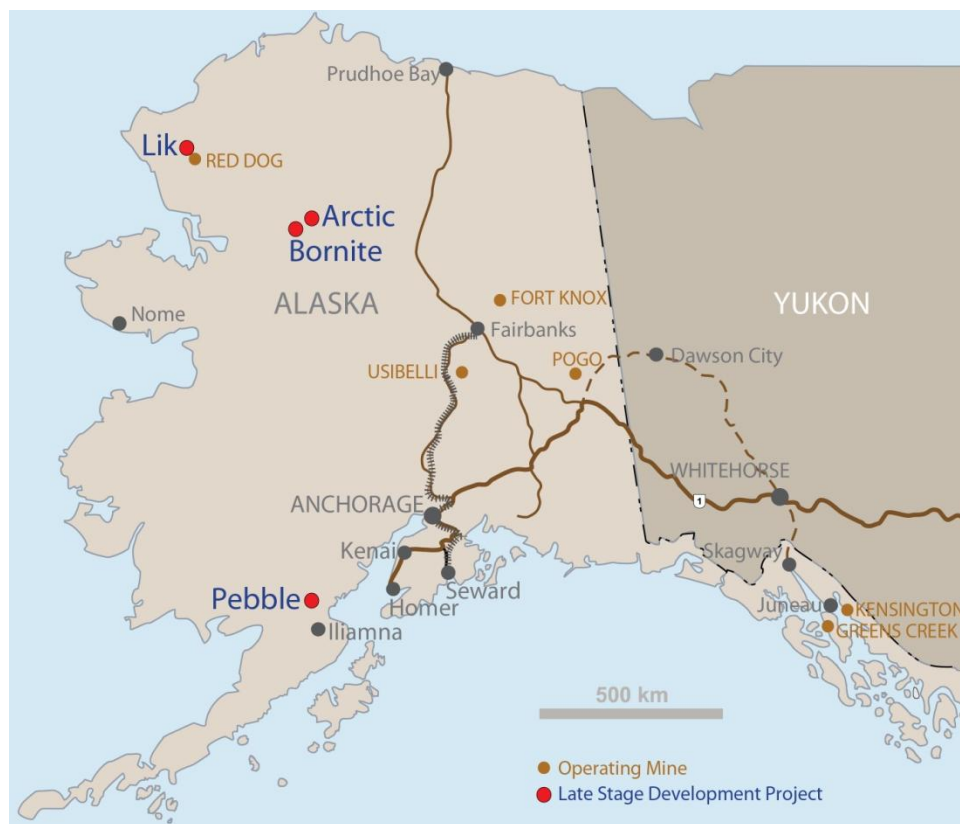 Prudhoe Bay
Lik
RED DOG
Arctic
Bornite
ALASKA
Nome
FORT KNOX
Fairbanks
USIBELLI
POGO
YUKON
Dawson City
WHITEHORSE
1
ANCHORAGE
Kenai
Skagway
Pebble
Homer
Seward
Juneau
KENSINGTON
GREENS CREEK
Iliamna
500 km
Operating Mine
Late Stage Development Project